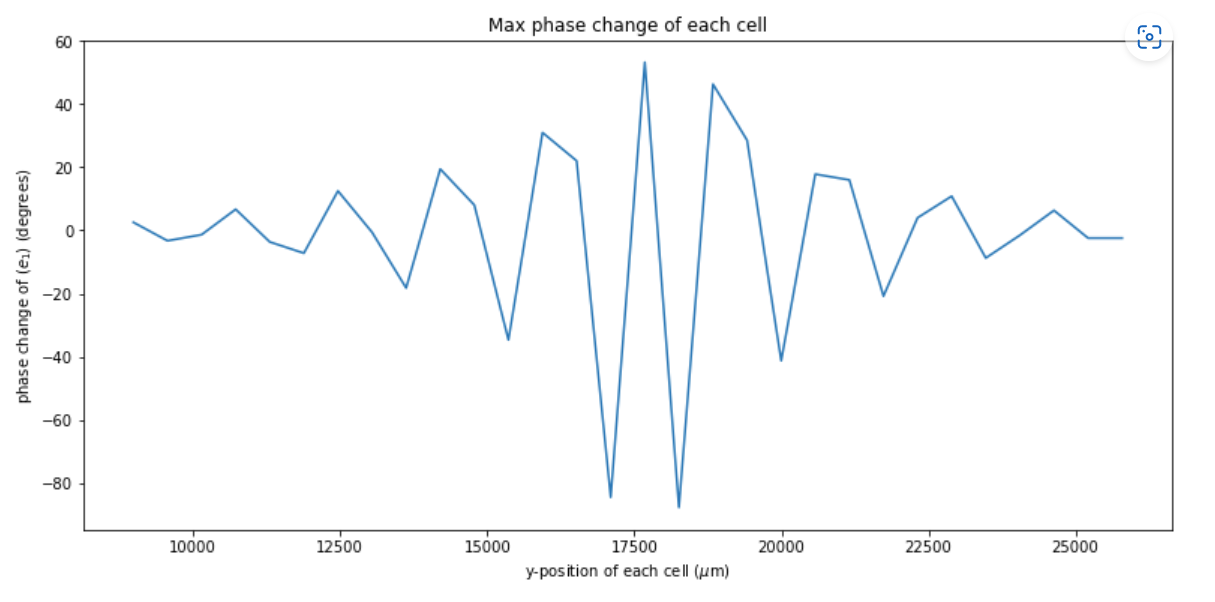 Max phase change of each cell
60
40
20
0
−20
−40
−60
−80
phase change of (e₁) (degrees)
10000 12500 15000 17500 20000 22500 25000
y-position of each cell (μm)